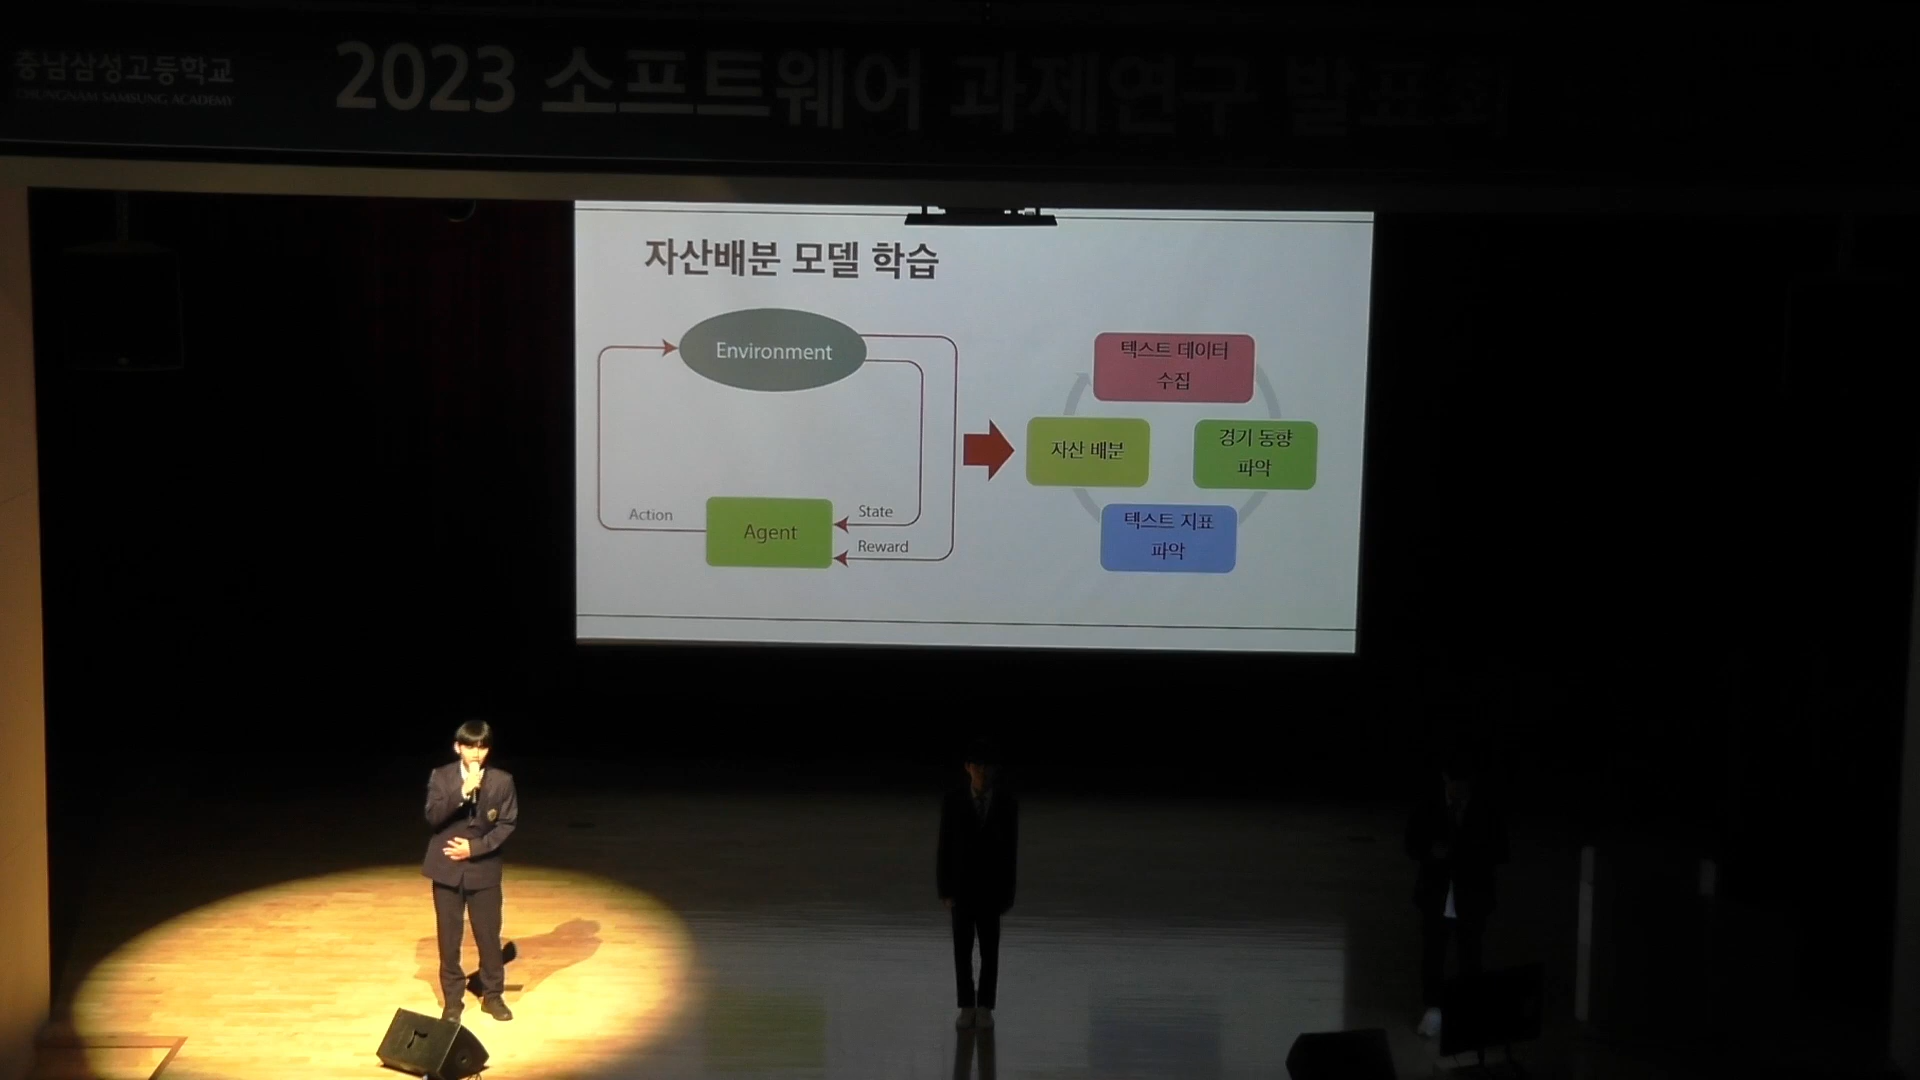 충남삼성고등학교
CHUNGNAM SAMSUNG ACADEMY
2023 소프트웨어 과제연구 발표회
자산배분 모델 학습
Environment
Action
Agent
State
Reward
텍스트 데이터
수집
자산 배분
경기 동향
파악
텍스트 지표
파악